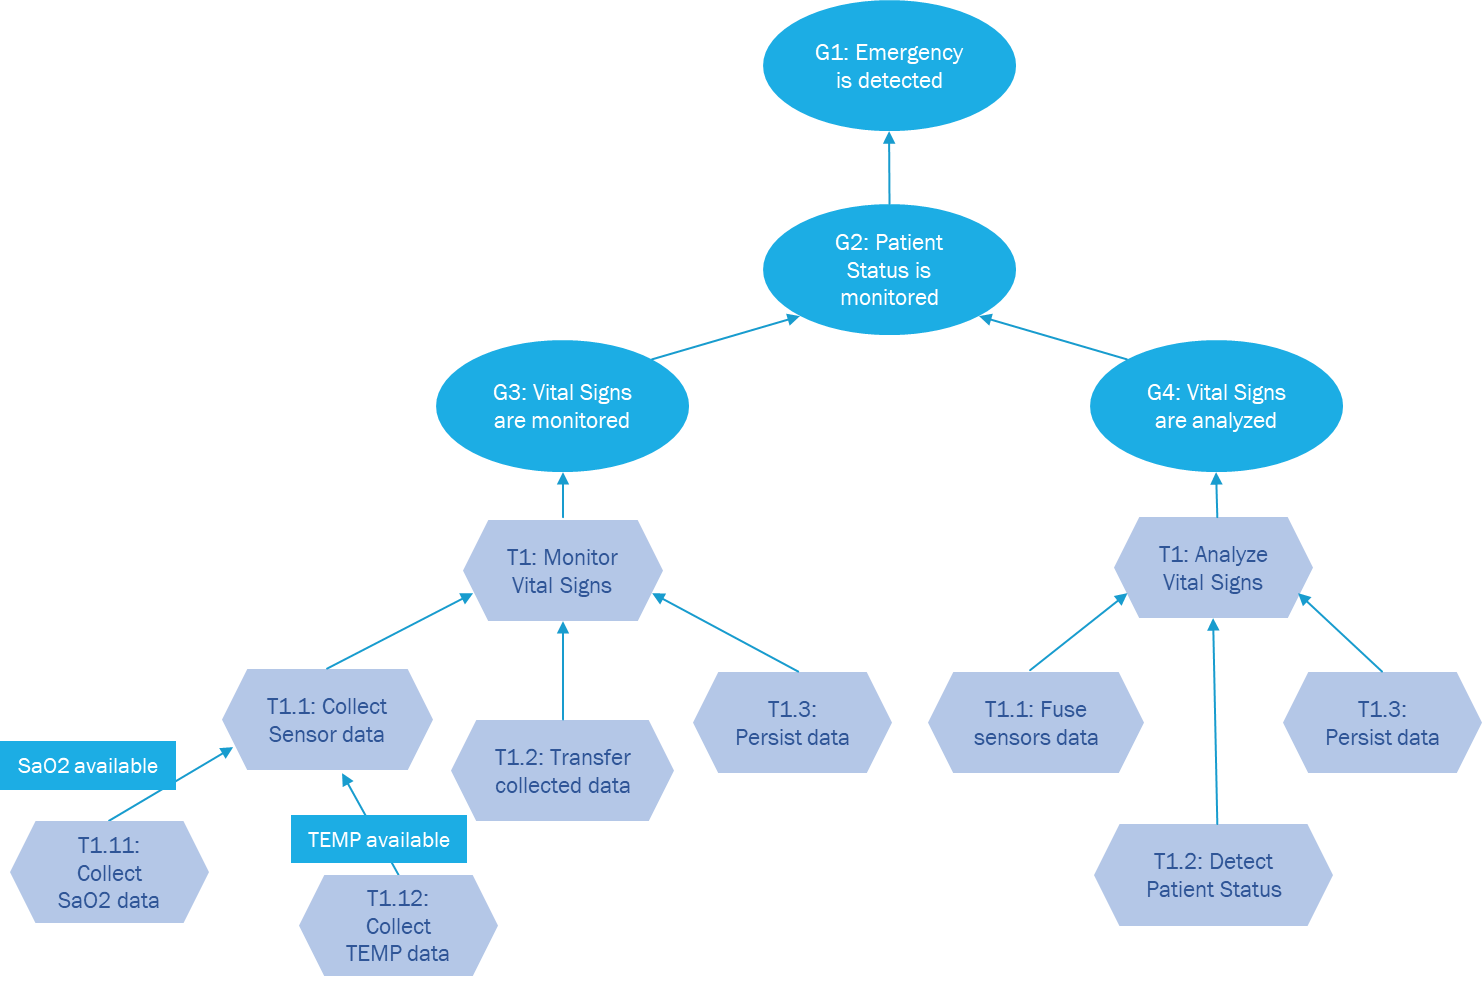 G1: Emergency
is detected
G2: Patient
Status is
monitored
G3: Vital Signs
are monitored
G4: Vital Signs
are analyzed
T1: Monitor
Vital Signs
T1: Analyze
Vital Signs
T1.1: Collect
Sensor data
T1.2: Transfer
collected data
T1.3:
Persist data
T1.1: Fuse
sensors data
T1.2: Detect
Patient Status
T1.3:
Persist data
SaO2 available
TEMP available
T1.11:
Collect
SaO2 data
T1.12:
Collect
TEMP data